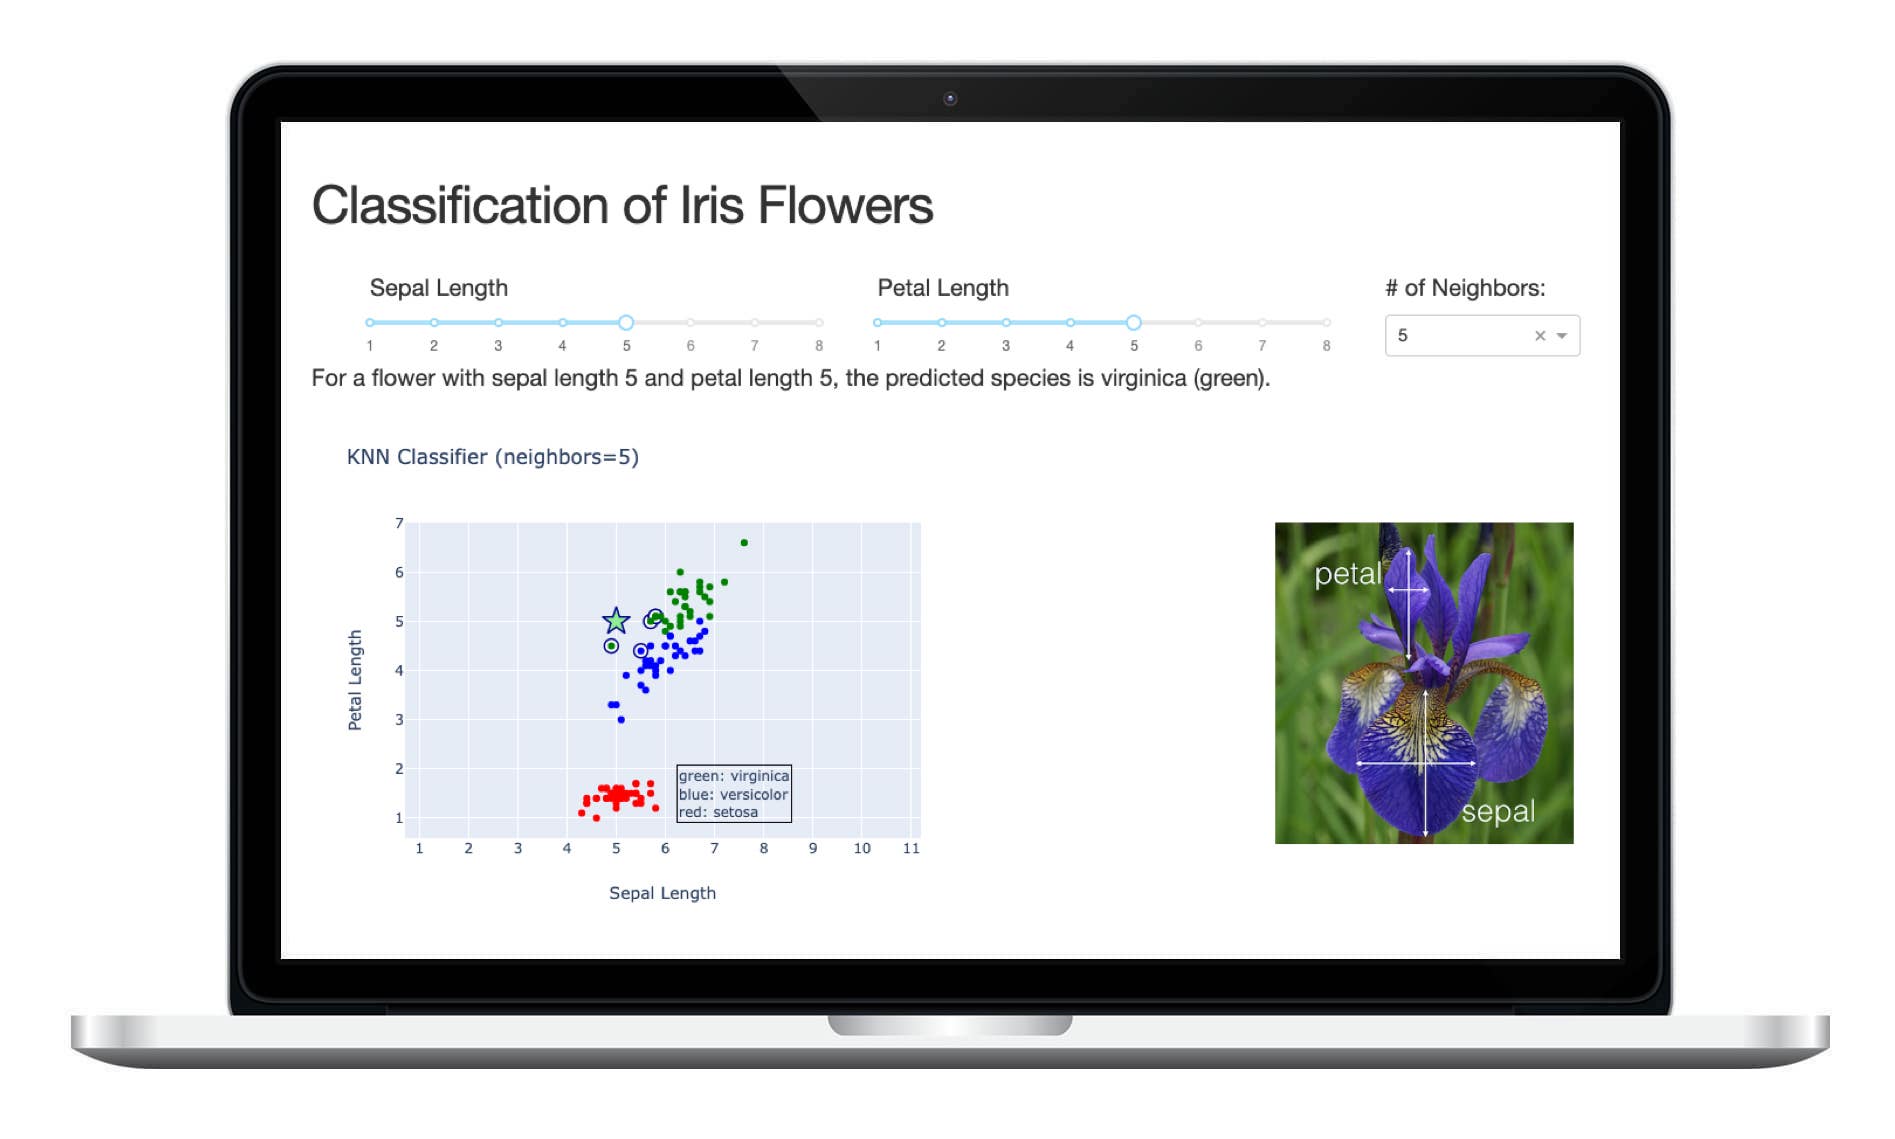 Classification of Iris Flowers
Sepal Length
Petal Length
# of Neighbors:
1 2 3 4 5 6 7 8
1 2 3 4 5 6 7 8
5
For a flower with sepal length 5 and petal length 5, the predicted species is virginica (green).
KNN Classifier (neighbors=5)
7
6
5
4
3
2
1
Petal Length
green: virginica
blue: versicolor
red: setosa
1 2 3 4 5 6 7 8 9 10 11
Sepal Length
petal
sepal